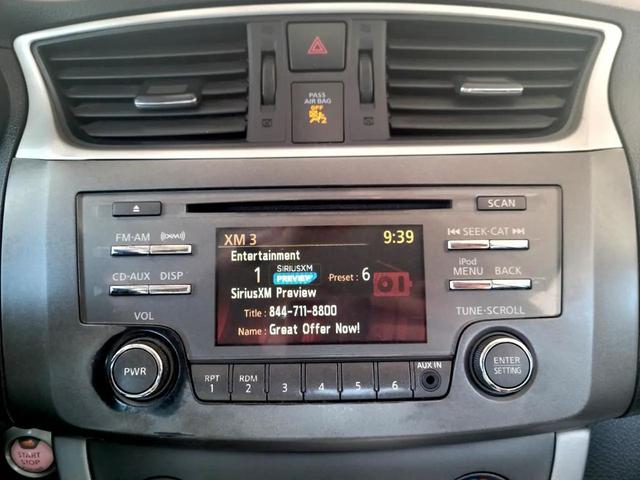 PASS
AIR BAG
OFF
2
SCAN
FM·AM
XM 3 9:39
SEEK·CAT
Entertainment
iPod
CD·AUX DISP
1 SIRIUSXM PREVIEW Preset : 6
MENU BACK
SiriusXM Preview
VOL
Title : 844-711-8800
TUNE·SCROLL
Name : Great Offer Now!
PWR
ENTER
SETTING
RPT
1
RDM
2
3
4
5
6
AUX IN
START
STOP